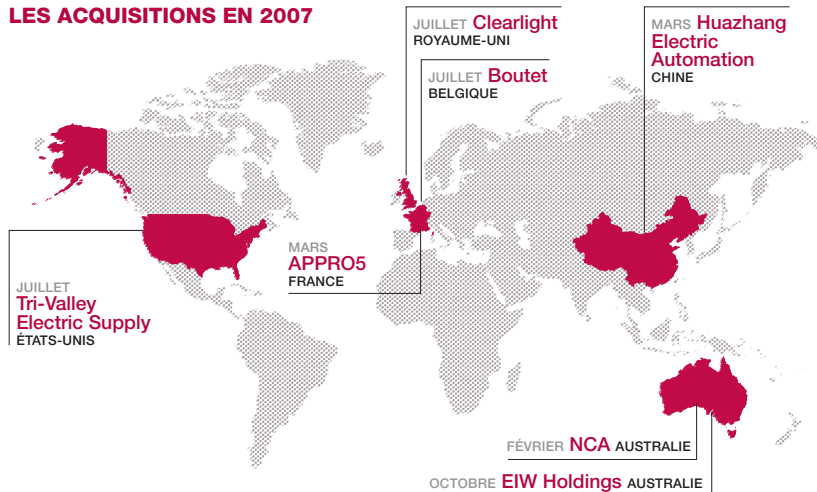 LES ACQUISITIONS EN 2007
JUILLET Clearlight
ROYAUME-UNI
JUILLET Boutet
BELGIQUE
MARS Huazhang
Electric
Automation
CHINE
MARS
APPRO5
FRANCE
JUILLET
Tri-Valley
Electric Supply
ÉTATS-UNIS
FÉVRIER NCA AUSTRALIE
OCTOBRE EIW Holdings AUSTRALIE